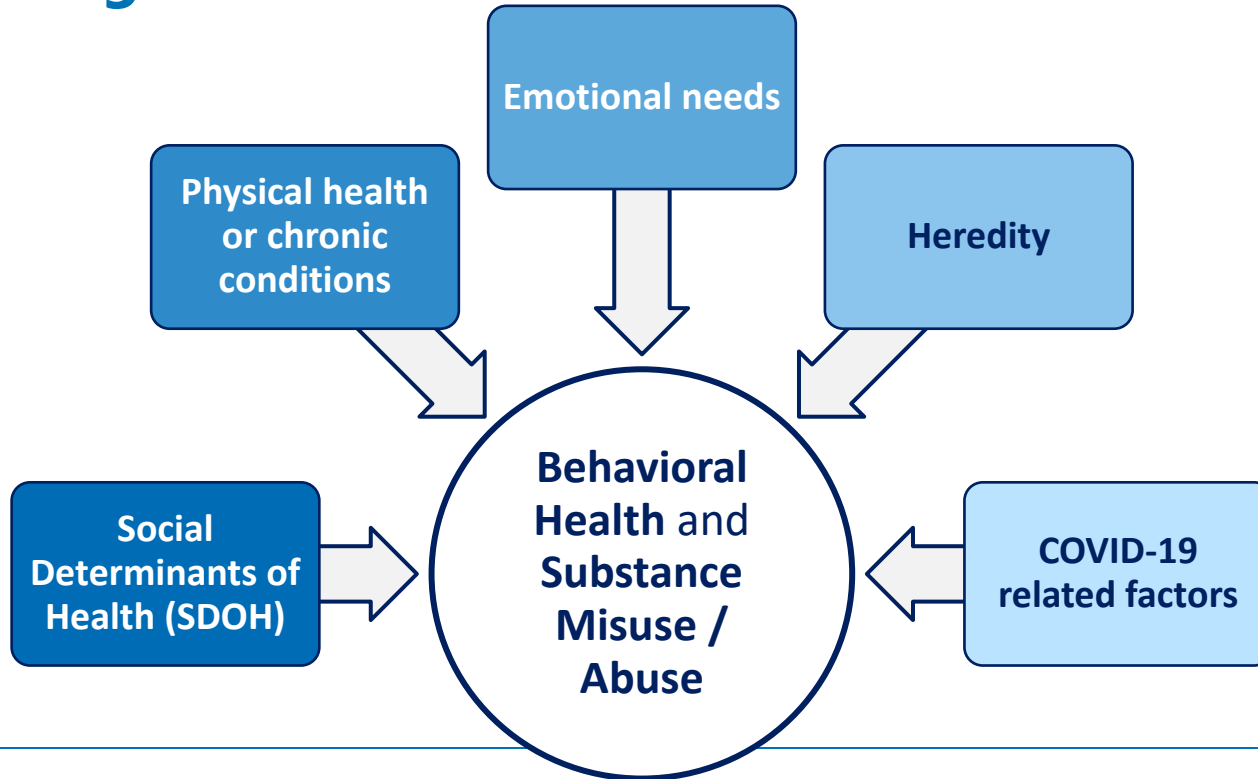 Emotional needs
Physical health
or chronic
conditions
Heredity
Social
Determinants of
Health (SDOH)
Behavioral
Health and
Substance
Misuse /
Abuse
COVID-19
related factors